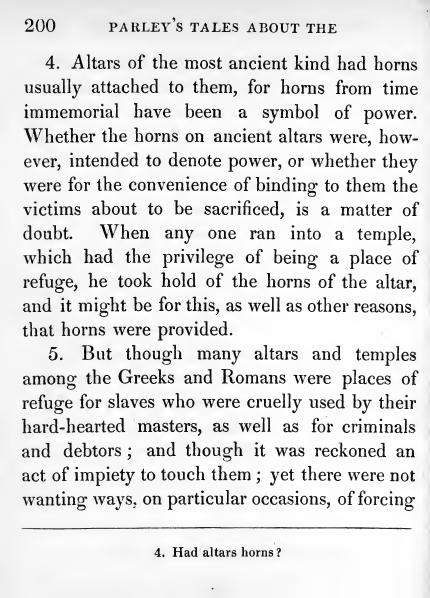 200 PARLEY'S TALES ABOUT THE
4. Altars of the most ancient kind had horns
usually attached to them, for horns from time
immemorial have been a symbol of power.
Whether the horns on ancient altars were, how-
ever, intended to denote power, or whether they
were for the convenience of binding to them the
victims about to be sacrificed, is a matter of
doubt. When any one ran into a temple,
which had the privilege of being a place of
refuge, he took hold of the horns of the altar,
and it might be for this, as well as other reasons,
that horns were provided.
5. But though many altars and temples
among the Greeks and Romans were places of
refuge for slaves who were cruelly used by their
hard-hearted masters, as well as for criminals
and debtors ; and though it was reckoned an
act of impiety to touch them ; yet there were not
wanting ways, on particular occasions, of forcing
4. Had altars horns ?